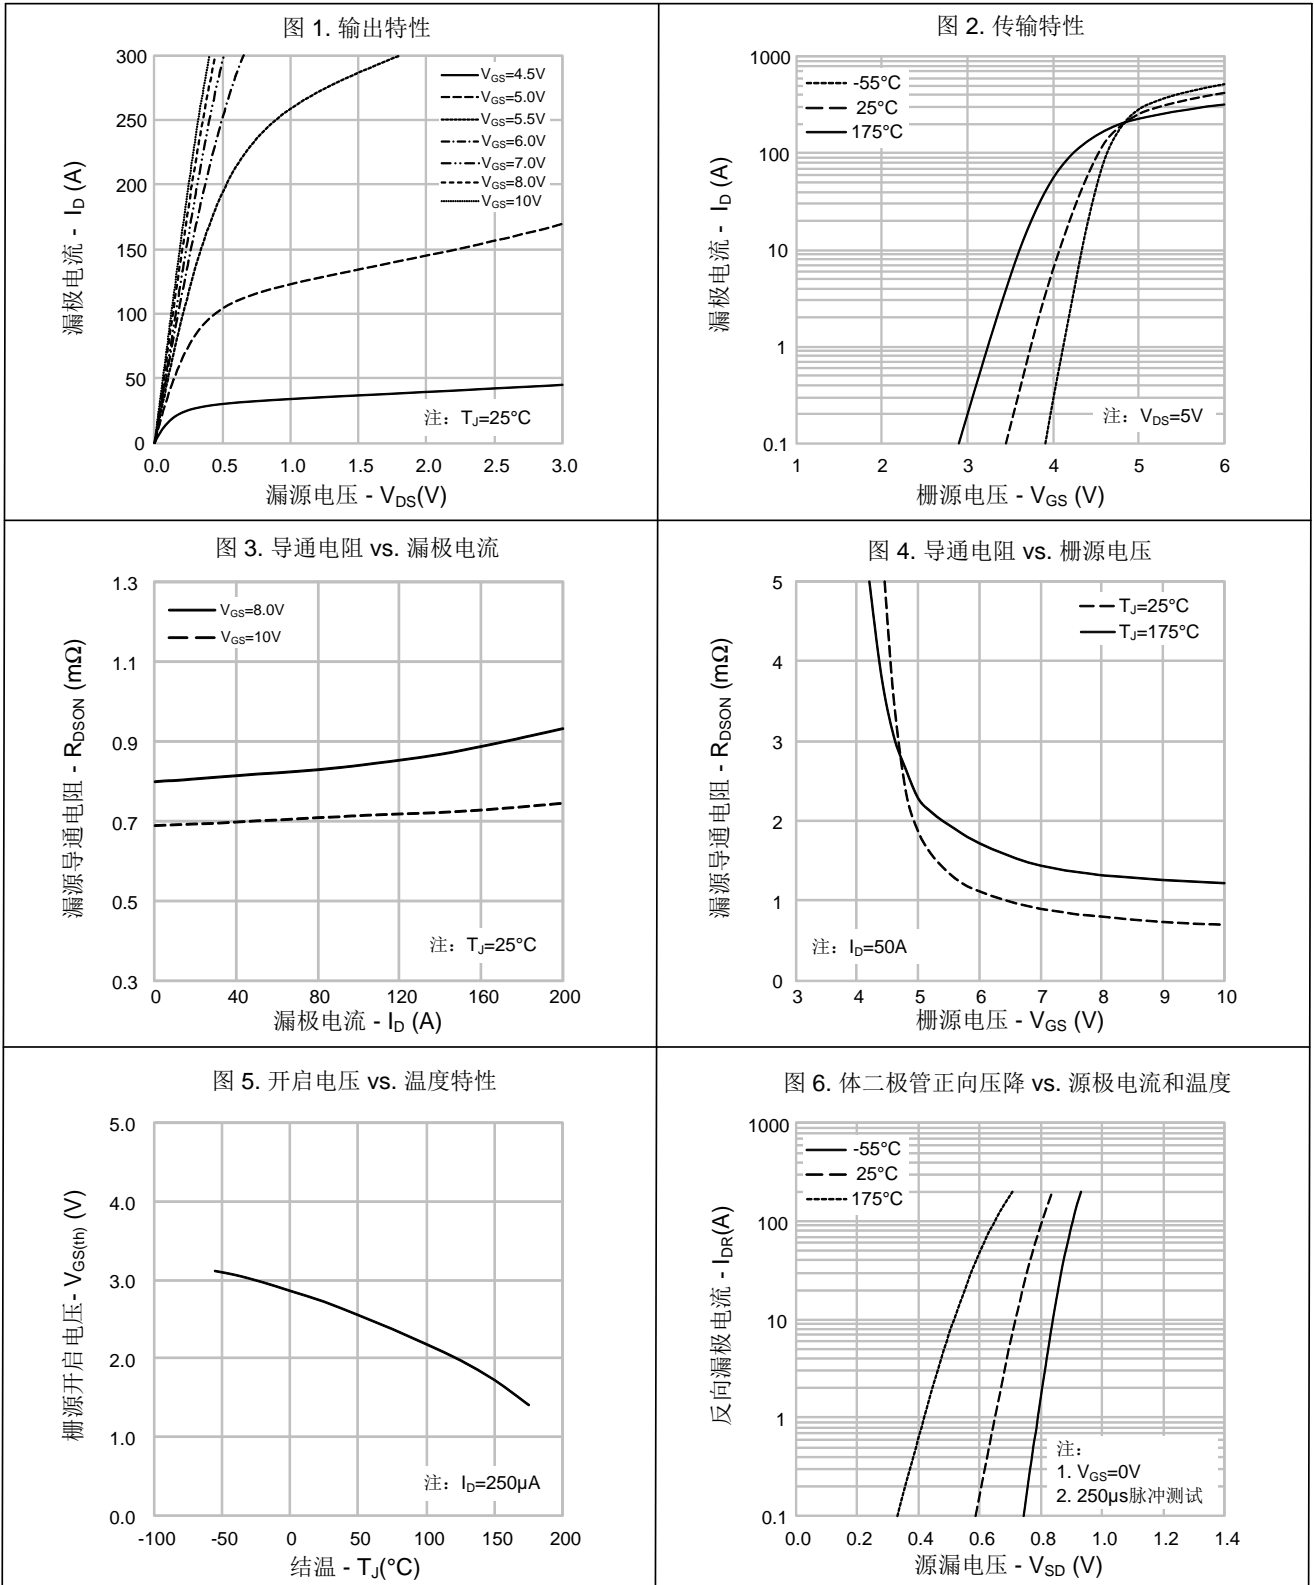 图 1. 输出特性
漏极电流 - ID (A)
300
250
200
150
100
50
0
VGS=4.5V
VGS=5.0V
VGS=5.5V
VGS=6.0V
VGS=7.0V
VGS=8.0V
VGS=10V
注：TJ=25°C
0.0 0.5 1.0 1.5 2.0 2.5 3.0
漏源电压 - VDS(V)
图 2. 传输特性
漏极电流 - ID (A)
1000
100
10
1
0.1
-55°C
25°C
175°C
注：VDS=5V
1 2 3 4 5 6
栅源电压 - VGS (V)
图 3. 导通电阻 vs. 漏极电流
漏源导通电阻 - RDSON (mΩ)
1.3
1.1
0.9
0.7
0.5
0.3
VGS=8.0V
VGS=10V
注：TJ=25°C
0 40 80 120 160 200
漏极电流 - ID (A)
图 4. 导通电阻 vs. 栅源电压
漏源导通电阻 - RDSON (mΩ)
5
4
3
2
1
0
TJ=25°C
TJ=175°C
注：ID=50A
3 4 5 6 7 8 9 10
栅源电压 - VGS (V)
图 5. 开启电压 vs. 温度特性
栅源开启电压- VGS(th) (V)
5.0
4.0
3.0
2.0
1.0
0.0
注：ID=250µA
-100 -50 0 50 100 150 200
结温 - TJ(°C)
图 6. 体二极管正向压降 vs. 源极电流和温度
反向漏极电流 - IDR(A)
1000
100
10
1
0.1
-55°C
25°C
175°C
注：
1. VGS=0V
2. 250µs脉冲测试
0.0 0.2 0.4 0.6 0.8 1.0 1.2 1.4
源漏电压 - VSD (V)